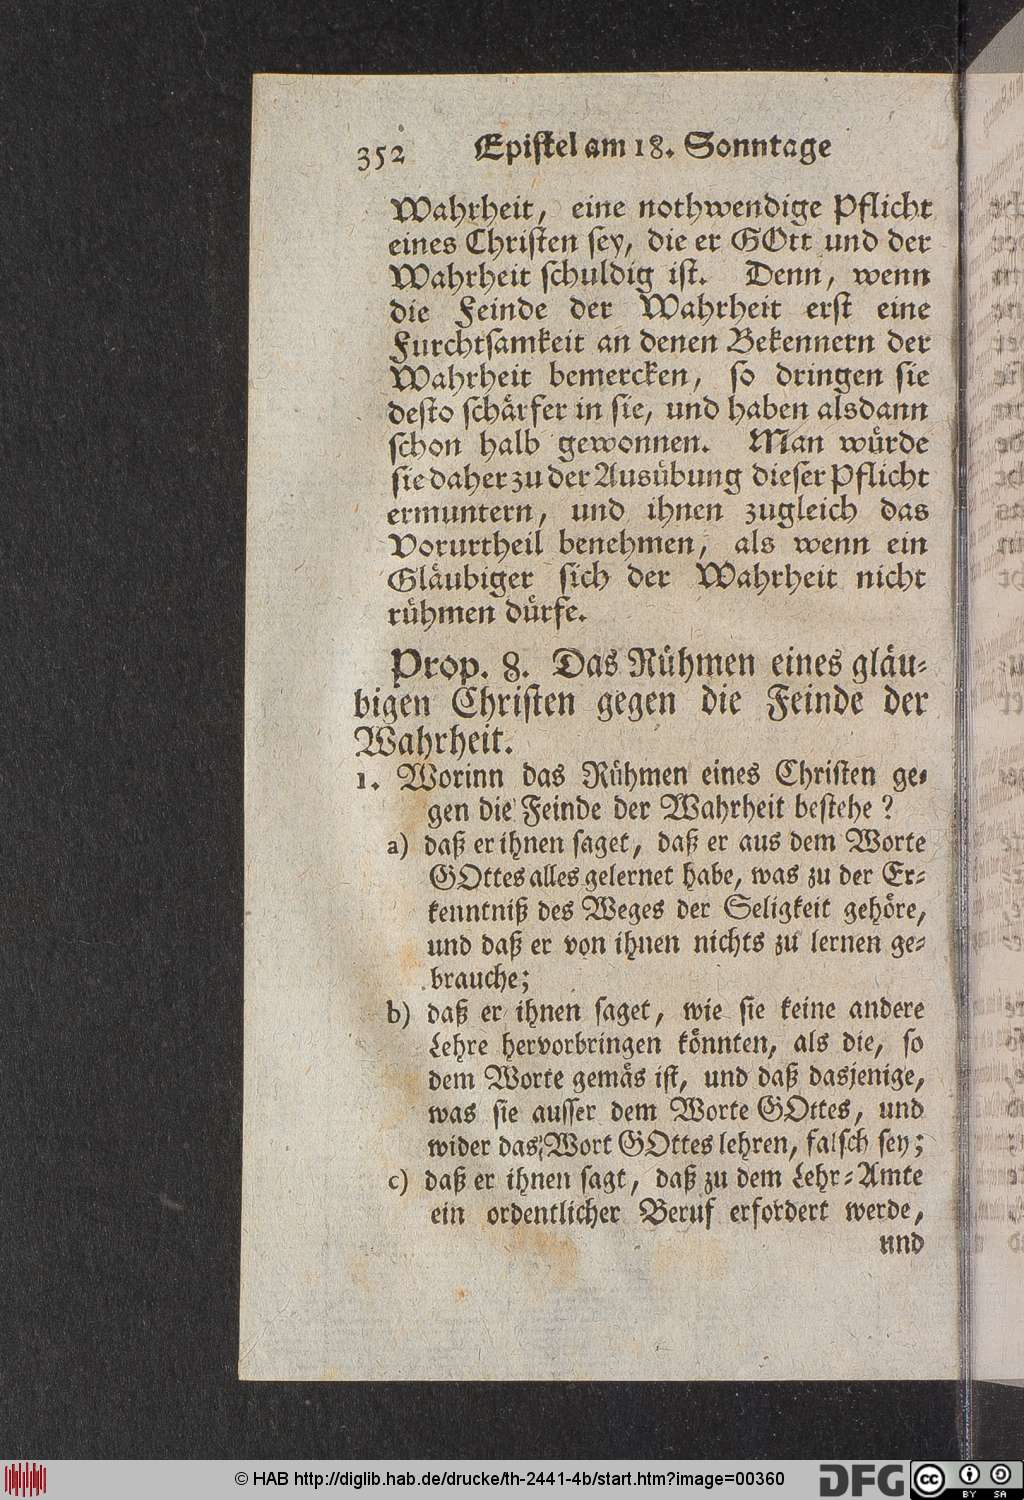 352 Epistel am 18. Sonntage
Wahrheit, eine nothwendige Pflicht
eines Christen sey, die er GOtt und der
Wahrheit schuldig ist. Denn, wenn
die Feinde der Wahrheit erst eine
Furchtsamkeit an denen Bekennern der
Wahrheit bemercken, so dringen sie
desto schärfer in sie, und haben alsdann
schon halb gewonnen. Man würde
sie daher zu der Ausübung dieser Pflicht
ermuntern, und ihnen zugleich das
Vorurtheil benehmen, als wenn ein
Gläubiger sich der Wahrheit nicht
rühmen dürfe.
Prop. 8. Das Rühmen eines gläu-
bigen Christen gegen die Feinde der
Wahrheit.
1. Worinn das Rühmen eines Christen ge-
gen die Feinde der Wahrheit bestehe?
a) daß er ihnen saget, daß er aus dem Worte
GOttes alles gelernet habe, was zu der Er-
kenntniß des Weges der Seligkeit gehöre,
und daß er von ihnen nichts zu lernen ge-
brauche;
b) daß er ihnen saget, wie sie keine andere
Lehre hervorbringen könnten, als die, so
dem Worte gemäs ist, und daß dasjenige,
was sie ausser dem Worte GOttes, und
wider das Wort GOttes lehren, falsch sey;
c) daß er ihnen sagt, daß zu dem Lehr-Amte
ein ordentlicher Beruf erfordert werde,
und
© HAB http://diglib.hab.de/drucke/th-2441-4b/start.htm?image=00360
DFG
cc
BY SA